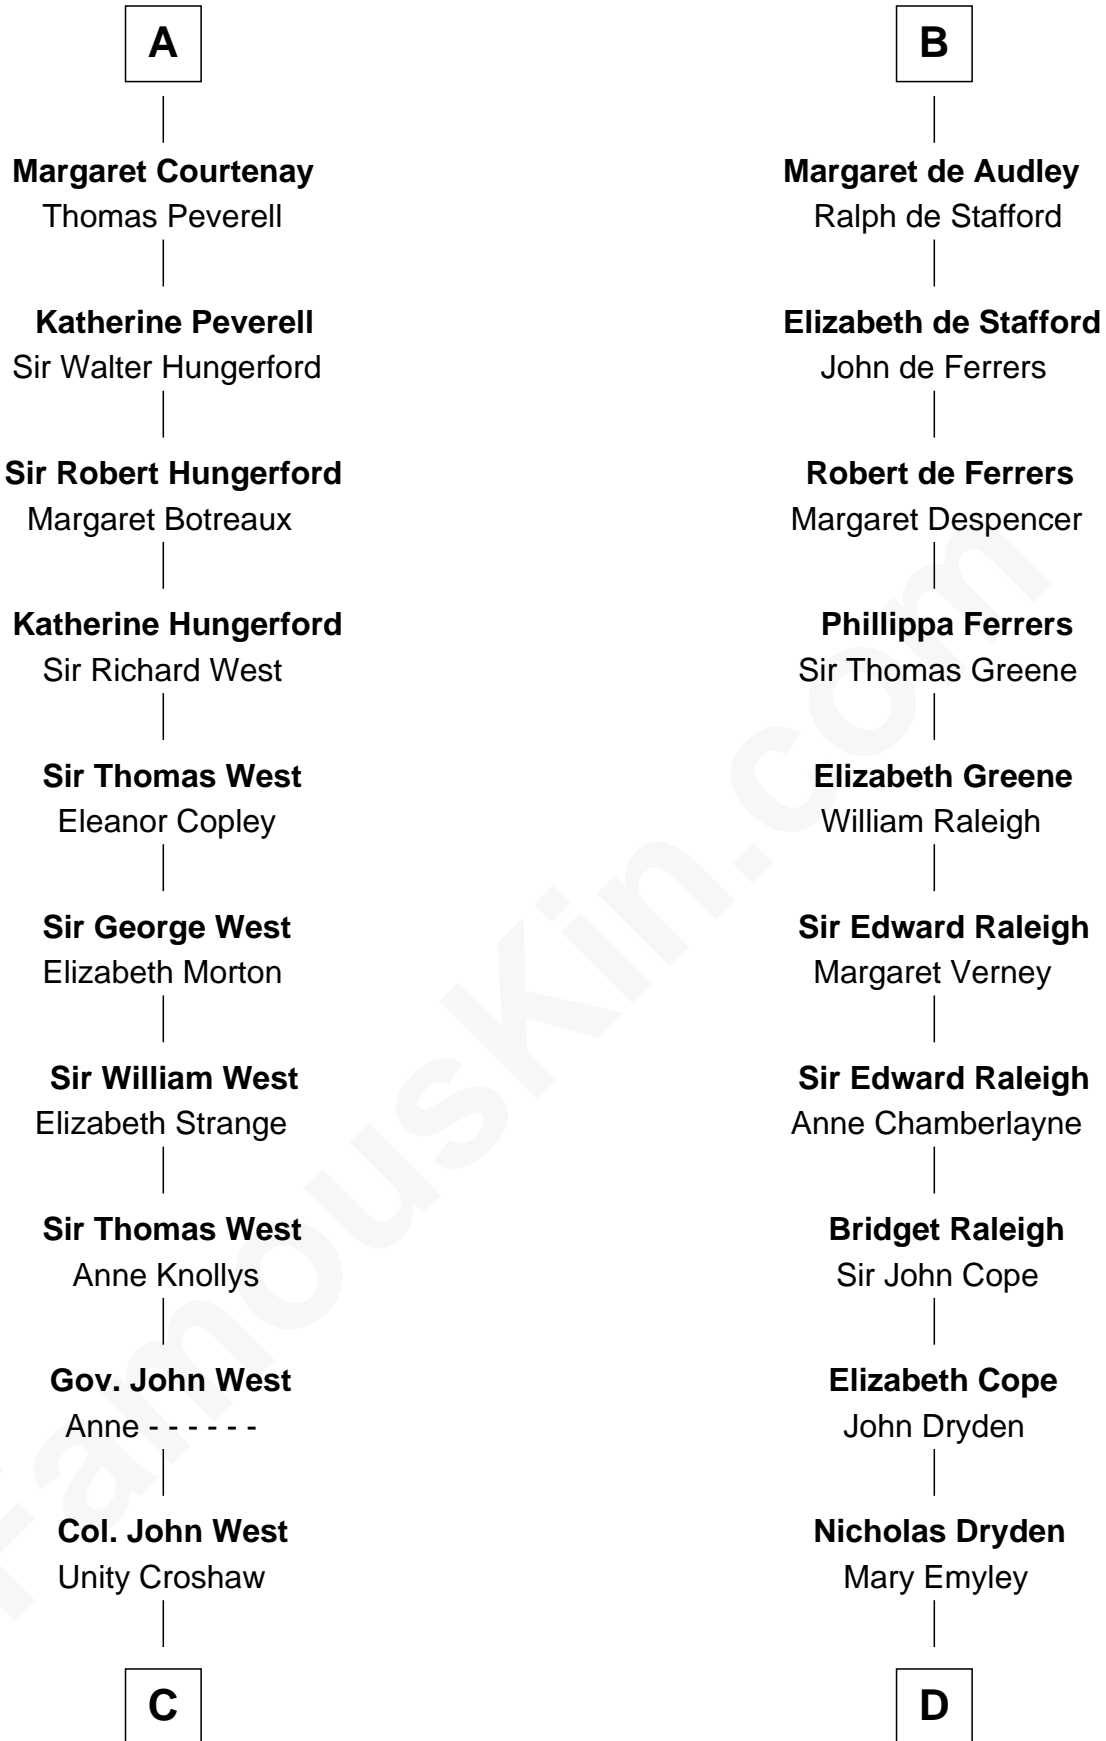 A
Margaret Courtenay
Thomas Peverell
Katherine Peverell
Sir Walter Hungerford
Sir Robert Hungerford
Margaret Botreaux
Katherine Hungerford
Sir Richard West
Sir Thomas West
Eleanor Copley
Sir George West
Elizabeth Morton
Sir William West
Elizabeth Strange
Sir Thomas West
Anne Knollys
Gov. John West
Anne - - - - - -
Col. John West
Unity Croshaw
C
B
Margaret de Audley
Ralph de Stafford
Elizabeth de Stafford
John de Ferrers
Robert de Ferrers
Margaret Despencer
Phillippa Ferrers
Sir Thomas Greene
Elizabeth Greene
William Raleigh
Sir Edward Raleigh
Margaret Verney
Sir Edward Raleigh
Anne Chamberlayne
Bridget Raleigh
Sir John Cope
Elizabeth Cope
John Dryden
Nicholas Dryden
Mary Emyley
D
FamousKin.com